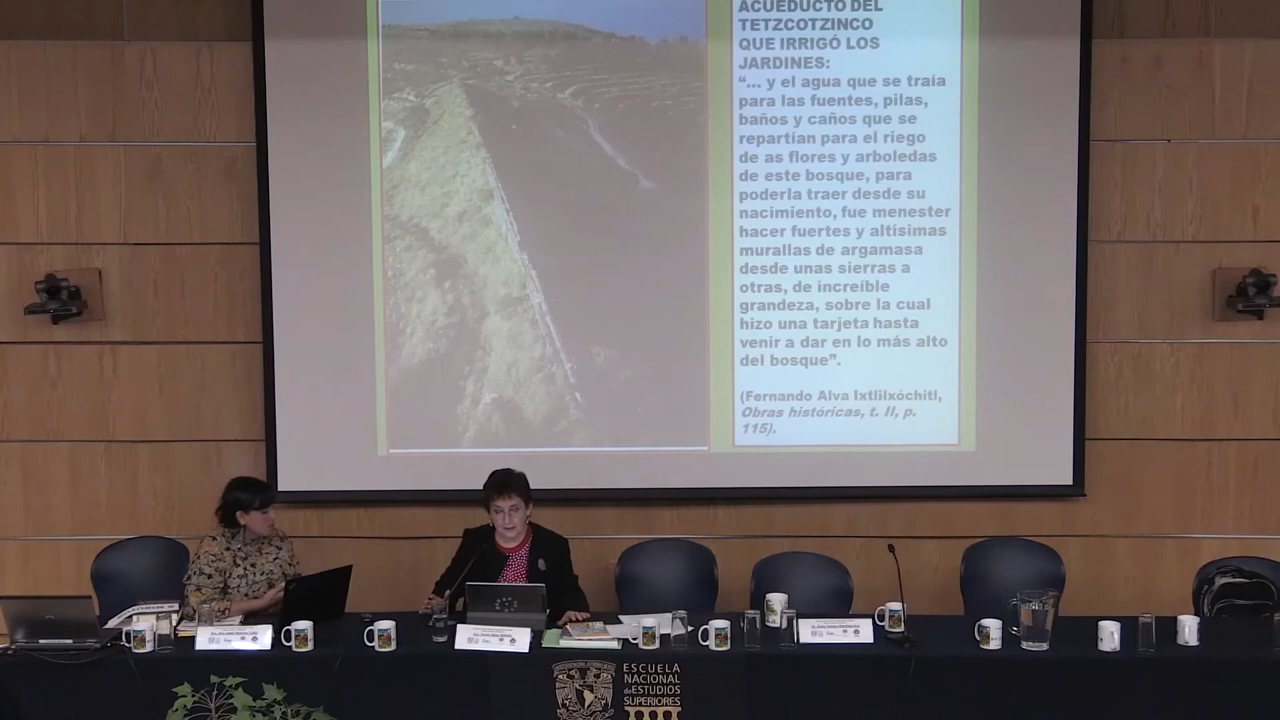 ACUEDUCTO DEL
TETZCOTZINCO
QUE IRRIGÓ LOS
JARDINES:
“... y el agua que se traía
para las fuentes, pilas,
baños y caños que se
repartían para el riego
de as flores y arboledas
de este bosque, para
poderla traer desde su
nacimiento, fue menester
hacer fuertes y altísimas
murallas de argamasa
desde unas sierras a
otras, de increíble
grandeza, sobre la cual
hizo una tarjeta hasta
venir a dar en lo más alto
del bosque”.
(Fernando Alva Ixtlilxóchitl,
Obras históricas, t. II, p.
115).
ESCUELA
NACIONAL
de ESTUDIOS
SUPERIORES